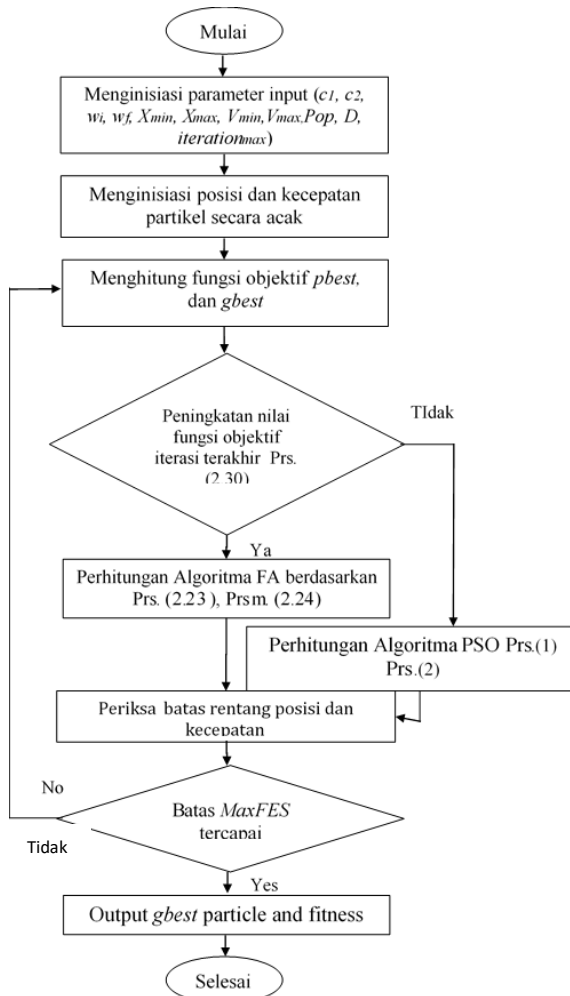 Mulai
Menginisiasi parameter input (c1, c2,
wi, wf, Xmin, Xmax, Vmin,Vmax,Pop, D,
iterationmax)
Menginisiasi posisi dan kecepatan
partikel secara acak
Menghitung fungsi objektif pbest,
dan gbest
Peningkatan nilai
fungsi objektif
iterasi terakhir Prs.
(2.30)
TIdak
Ya
Perhitungan Algoritma FA berdasarkan
Prs. (2.23), Prsm. (2.24)
Perhitungan Algoritma PSO Prs.(1)
Prs.(2)
Periksa batas rentang posisi dan
kecepatan
No
Batas MaxFES
tercapai
Tidak
Yes
Output gbest particle and fitness
Selesai